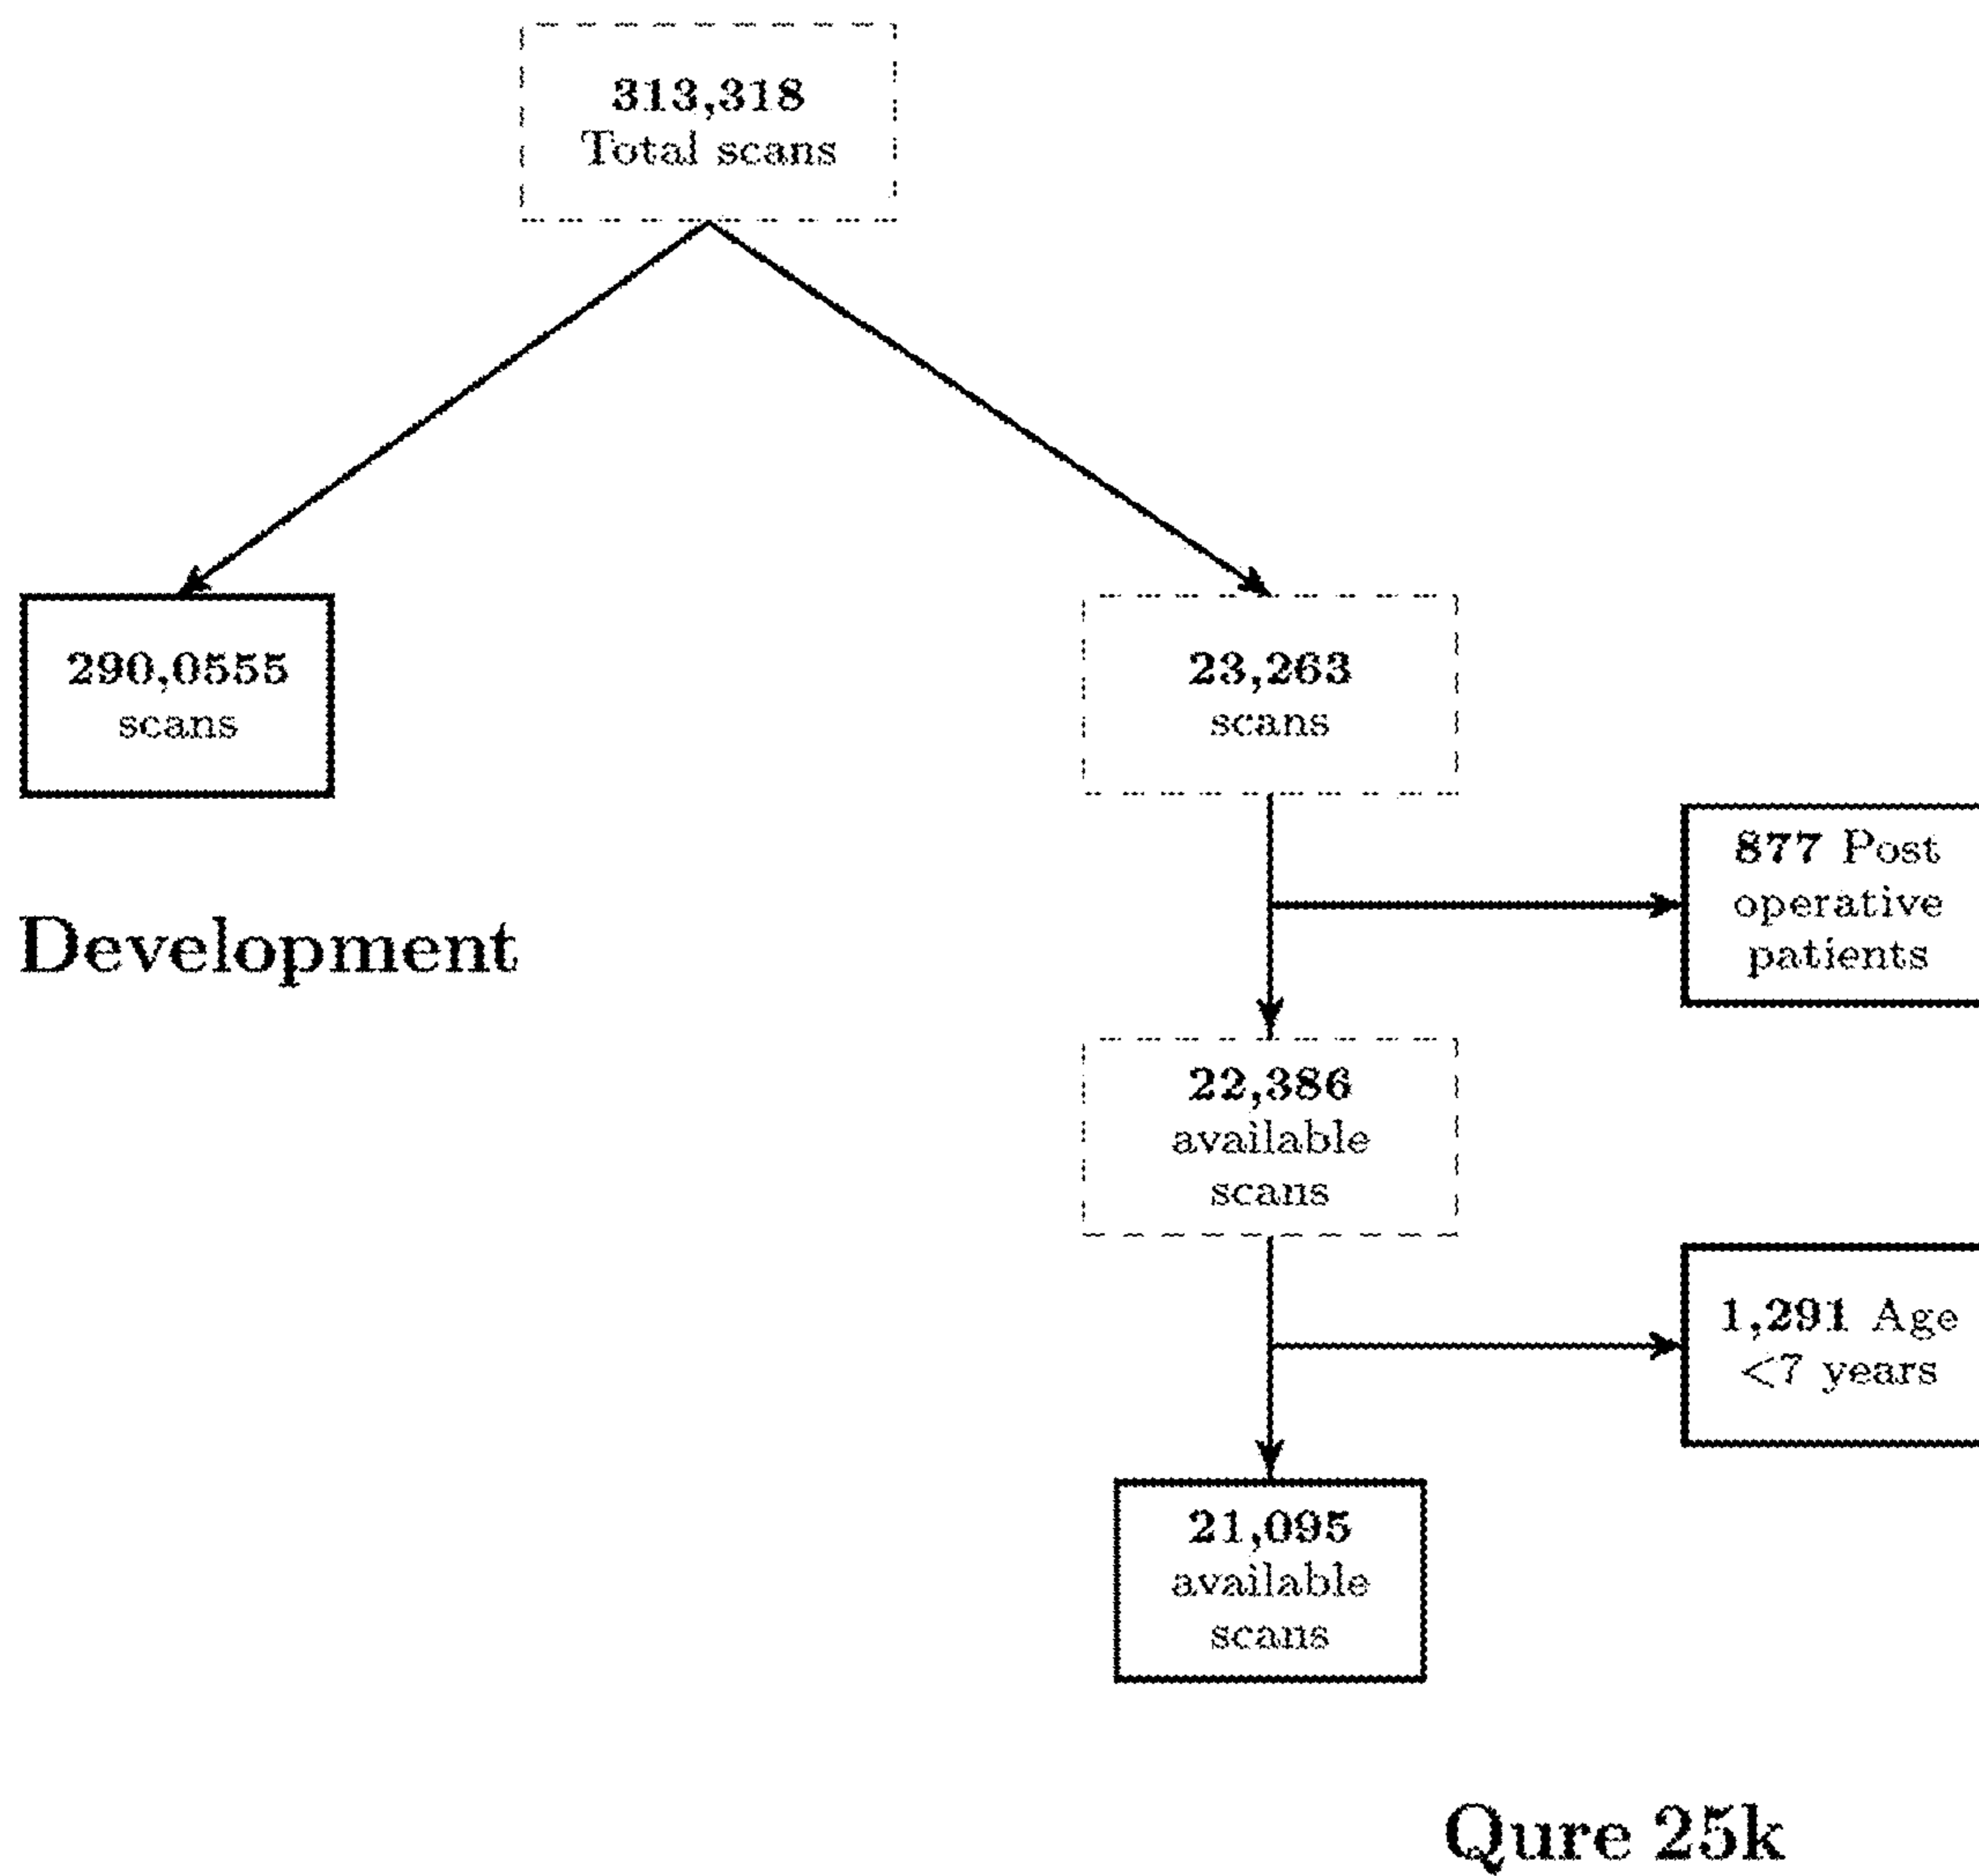 313,318
Total scans
290,0555
scans
23,263
scans
877 Post
operative
patients
Development
22,386
available
scans
1,291 Age
<7 years
21,095
available
scans
Qure 25k